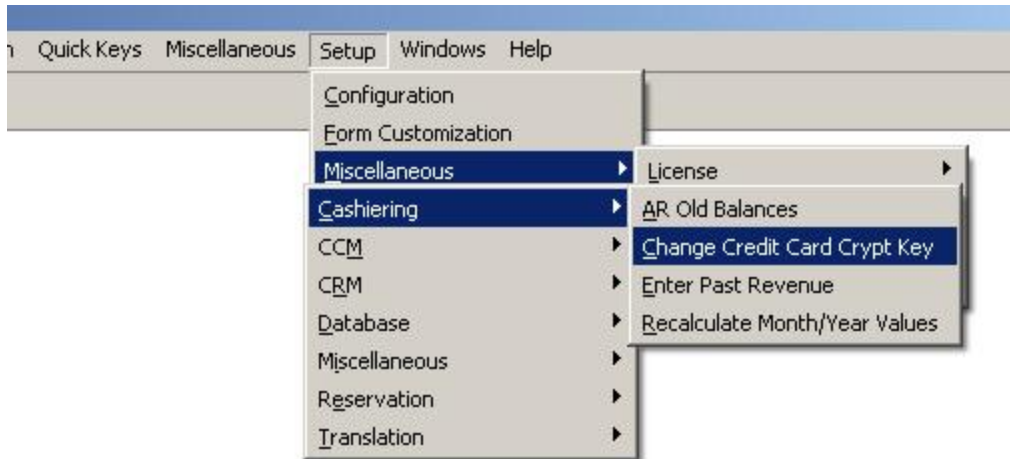 Quick Keys Miscellaneous Setup Windows Help
Configuration
Form Customization
Miscellaneous License
Cashiering AR Old Balances
CCM Change Credit Card Crypt Key
CRM Enter Past Revenue
Database Recalculate Month/Year Values
Miscellaneous
Reservation
Translation